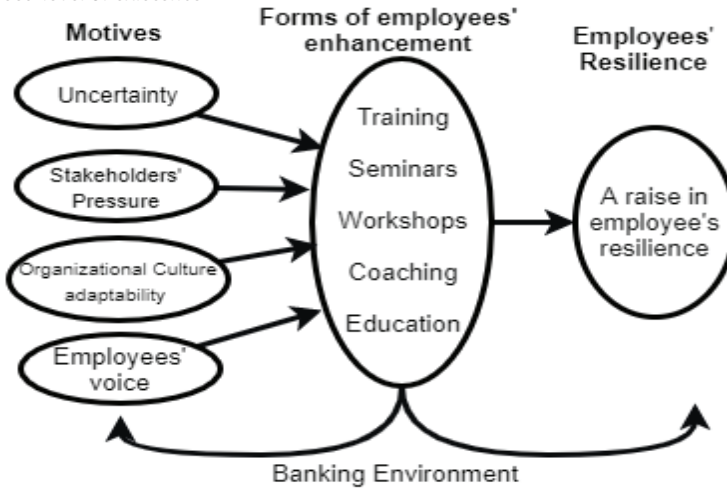 Motives
Forms of employees'
enhancement
Employees'
Resilience
Uncertainty
Stakeholders'
Pressure
Organizational Culture
adaptability
Employees'
voice
Training
Seminars
Workshops
Coaching
Education
A raise in
employee's
resilience
Banking Environment